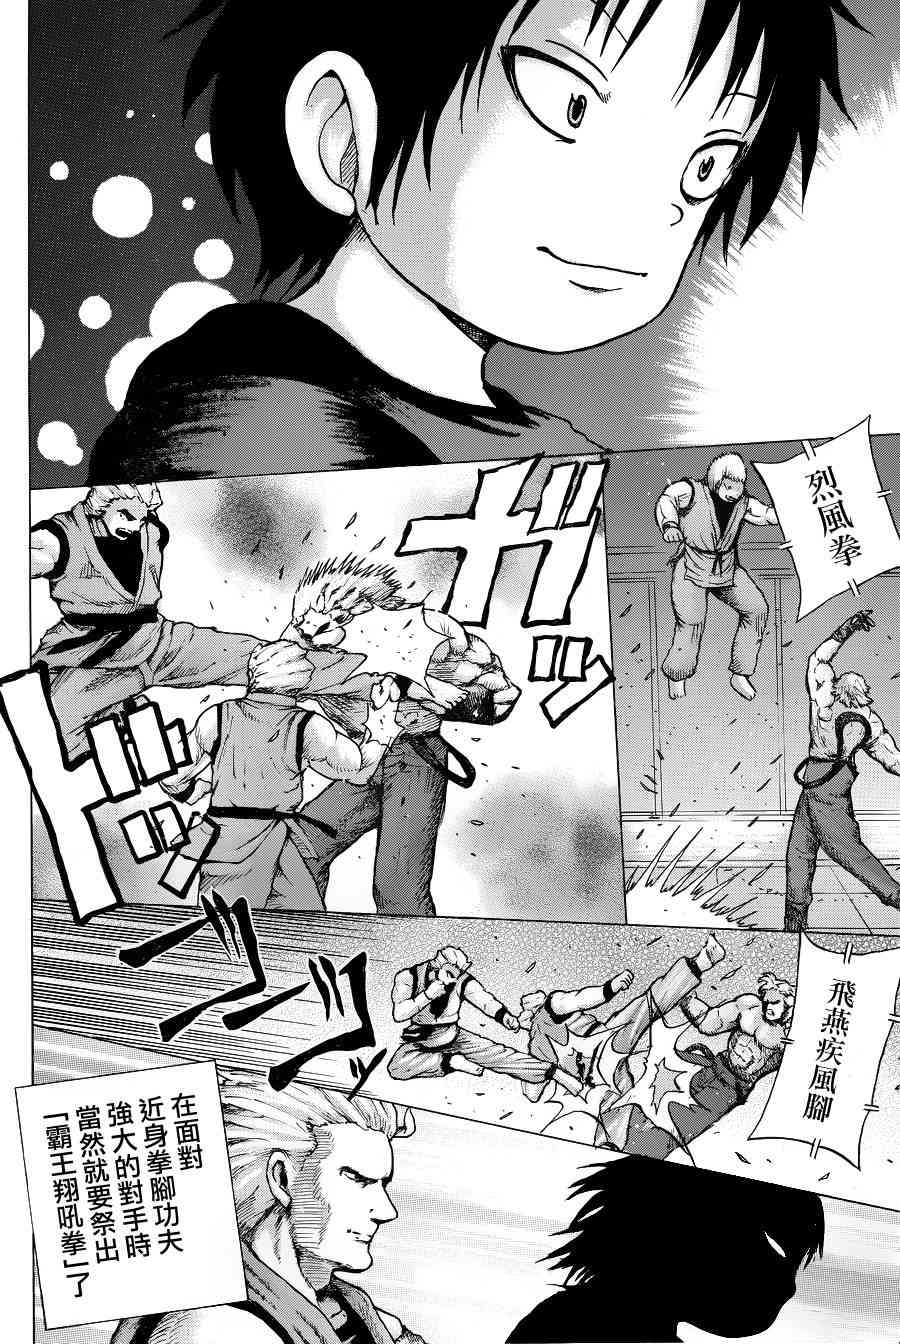 烈風拳
ガッ
ドガッ
飛燕疾風腳
ゴッ
在面對
近身拳腳功夫
強大的對手時
當然就要祭出
「霸王翔吼拳」了